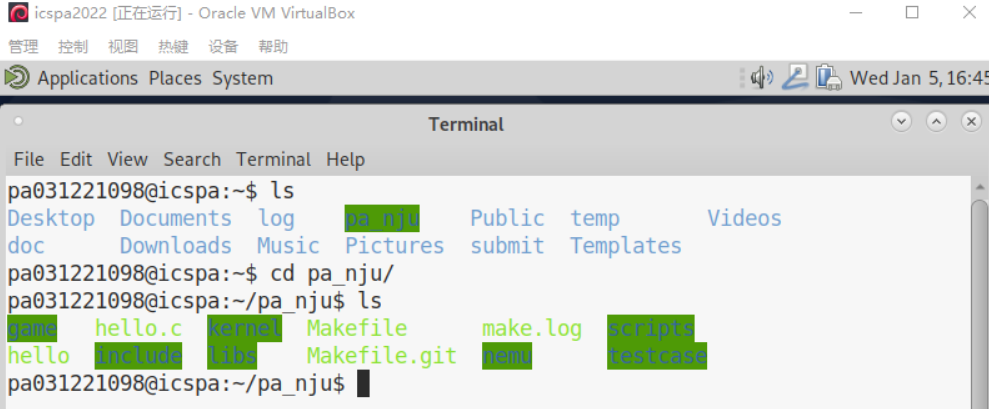 icspa2022 [正在运行] - Oracle VM VirtualBox
管理 控制 视图 热键 设备 帮助
Applications Places System Wed Jan 5, 16:45
Terminal
File Edit View Search Terminal Help
pa031221098@icspa:~$ ls
Desktop Documents log pa_nju Public temp Videos
doc Downloads Music Pictures submit Templates
pa031221098@icspa:~$ cd pa_nju/
pa031221098@icspa:~/pa_nju$ ls
game hello.c kernel Makefile make.log scripts
hello include libs Makefile.git nemu testcase
pa031221098@icspa:~/pa_nju$